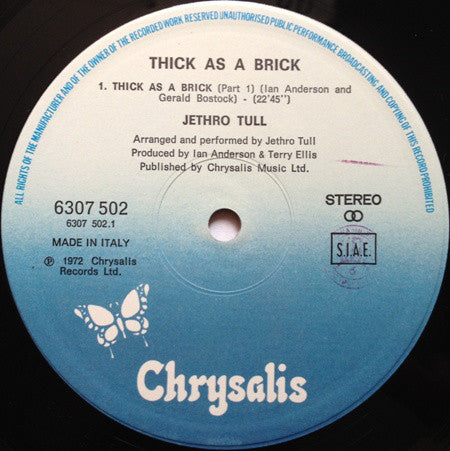 ALL RIGHTS OF THE MANUFACTURER AND OF THE OWNER OF THE RECORDED WORK RESERVED UNAUTHORISED PUBLIC PERFORMANCE BROADCASTING AND COPYING OF THIS RECORD PROHIBITED
THICK AS A BRICK
1. THICK AS A BRICK (Part 1) (Ian Anderson and
Gerald Bostock) - (22'45'')
JETHRO TULL
Arranged and performed by Jethro Tull
Produced by Ian Anderson & Terry Ellis
Published by Chrysalis Music Ltd.
6307 502
6307 502.1
STEREO
MADE IN ITALY
S.I.A.E.
℗ 1972 Chrysalis
Records Ltd.
Chrysalis